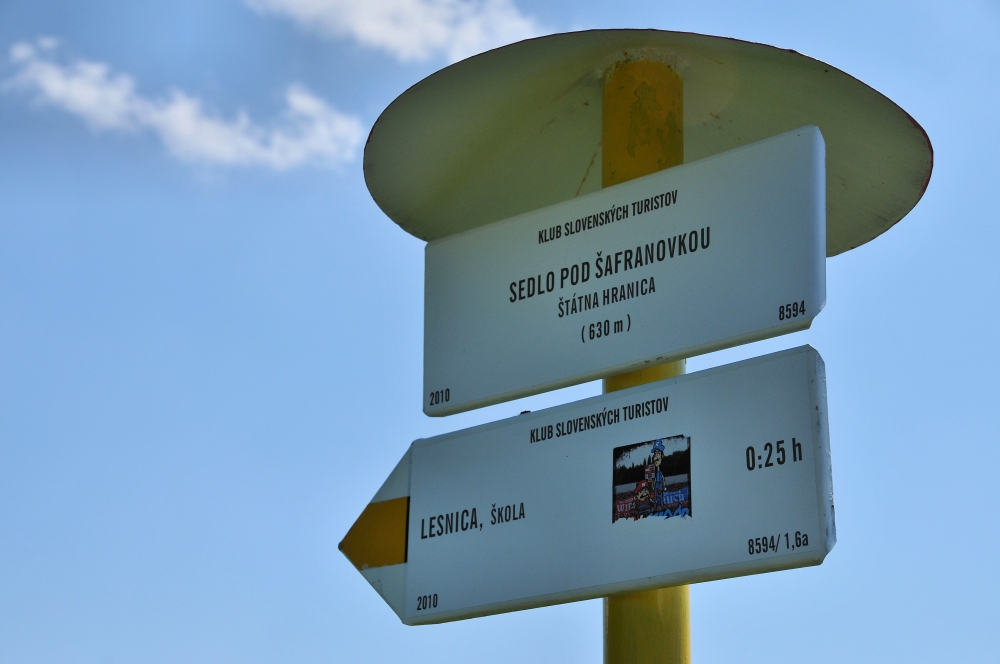 KLUB SLOVENSKÝCH TURISTOV
SEDLO POD ŠAFRANOVKOU
ŠTÁTNA HRANICA
( 630 m )
8594
2010
KLUB SLOVENSKÝCH TURISTOV
0:25 h
LESNICA, ŠKOLA
8594/ 1,6a
2010